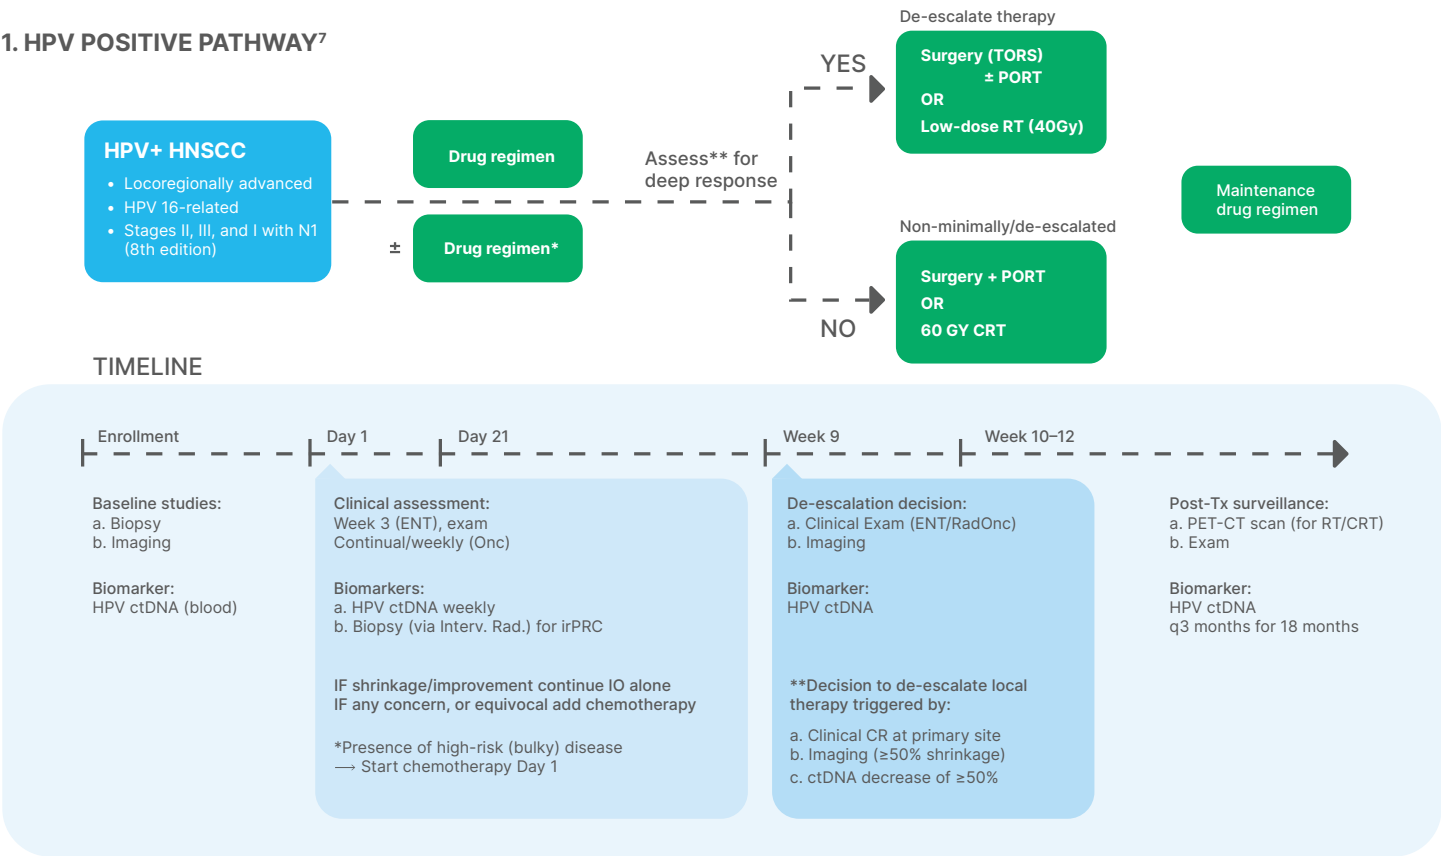 1. HPV POSITIVE PATHWAY⁷
HPV+ HNSCC
• Locoregionally advanced
• HPV 16-related
• Stages II, III, and I with N1
(8th edition)
Drug regimen
±
Drug regimen*
Assess** for
deep response
YES
De-escalate therapy
Surgery (TORS)
± PORT
OR
Low-dose RT (40Gy)
NO
Non-minimally/de-escalated
Surgery + PORT
OR
60 GY CRT
Maintenance
drug regimen
TIMELINE
Enrollment
Baseline studies:
a. Biopsy
b. Imaging
Biomarker:
HPV ctDNA (blood)
Day 1
Day 21
Clinical assessment:
Week 3 (ENT), exam
Continual/weekly (Onc)
Biomarkers:
a. HPV ctDNA weekly
b. Biopsy (via Interv. Rad.) for irPRC
IF shrinkage/improvement continue IO alone
IF any concern, or equivocal add chemotherapy
*Presence of high-risk (bulky) disease
→ Start chemotherapy Day 1
Week 9
Week 10–12
De-escalation decision:
a. Clinical Exam (ENT/RadOnc)
b. Imaging
Biomarker:
HPV ctDNA
**Decision to de-escalate local
therapy triggered by:
a. Clinical CR at primary site
b. Imaging (≥50% shrinkage)
c. ctDNA decrease of ≥50%
Post-Tx surveillance:
a. PET-CT scan (for RT/CRT)
b. Exam
Biomarker:
HPV ctDNA
q3 months for 18 months